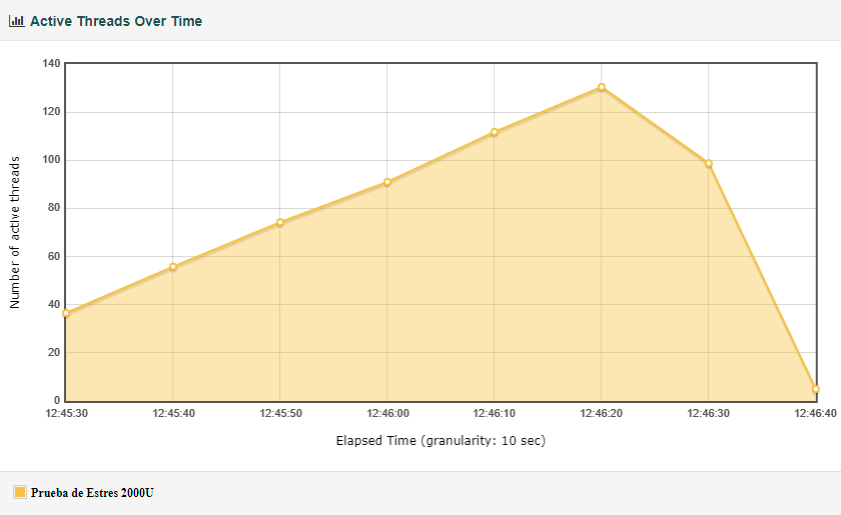 Active Threads Over Time
Number of active threads
140
120
100
80
60
40
20
0
12:45:30 12:45:40 12:45:50 12:46:00 12:46:10 12:46:20 12:46:30 12:46:40
Elapsed Time (granularity: 10 sec)
Prueba de Estres 2000U